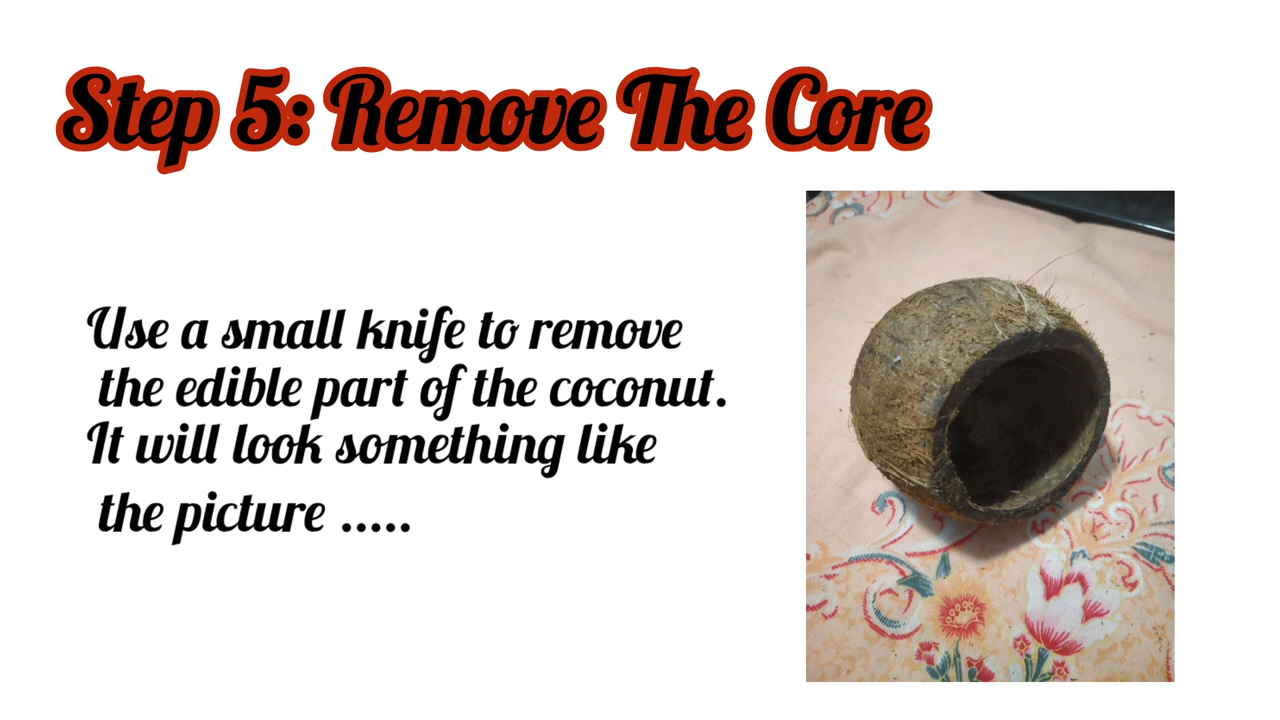 Step 5: Remove The Core
Use a small knife to remove
the edible part of the coconut.
It will look something like
the picture .....